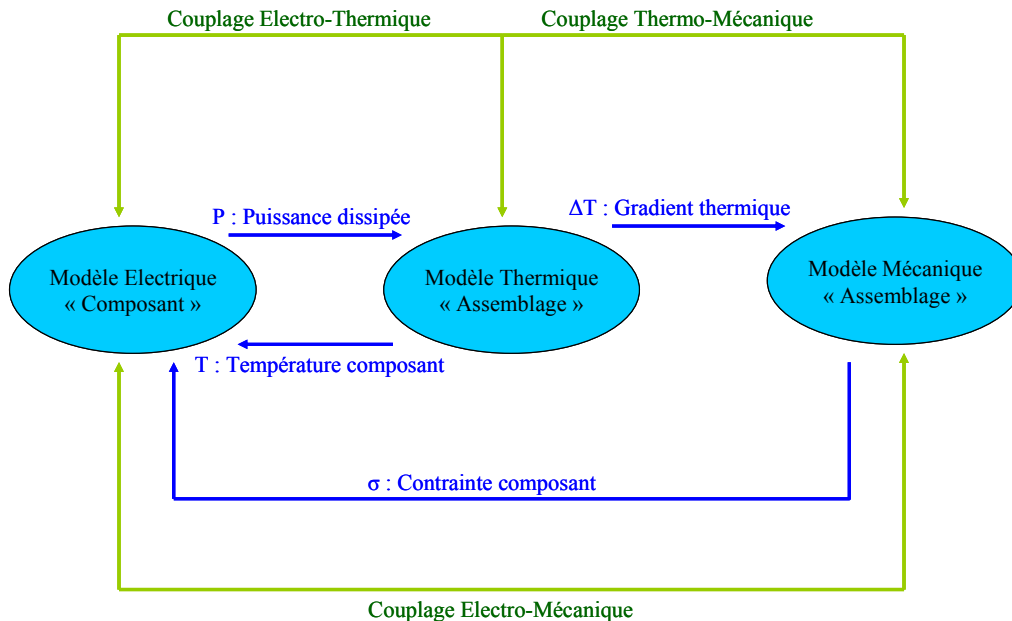 Couplage Electro-Thermique
Couplage Thermo-Mécanique
P : Puissance dissipée
ΔT : Gradient thermique
Modèle Electrique
« Composant »
Modèle Thermique
« Assemblage »
Modèle Mécanique
« Assemblage »
T : Température composant
σ : Contrainte composant
Couplage Electro-Mécanique